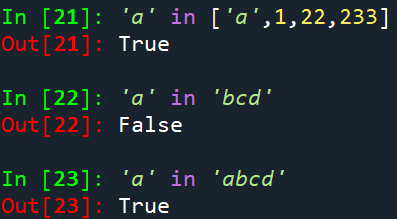 In [21]: 'a' in ['a',1,22,233]
Out[21]: True
In [22]: 'a' in 'bcd'
Out[22]: False
In [23]: 'a' in 'abcd'
Out[23]: True